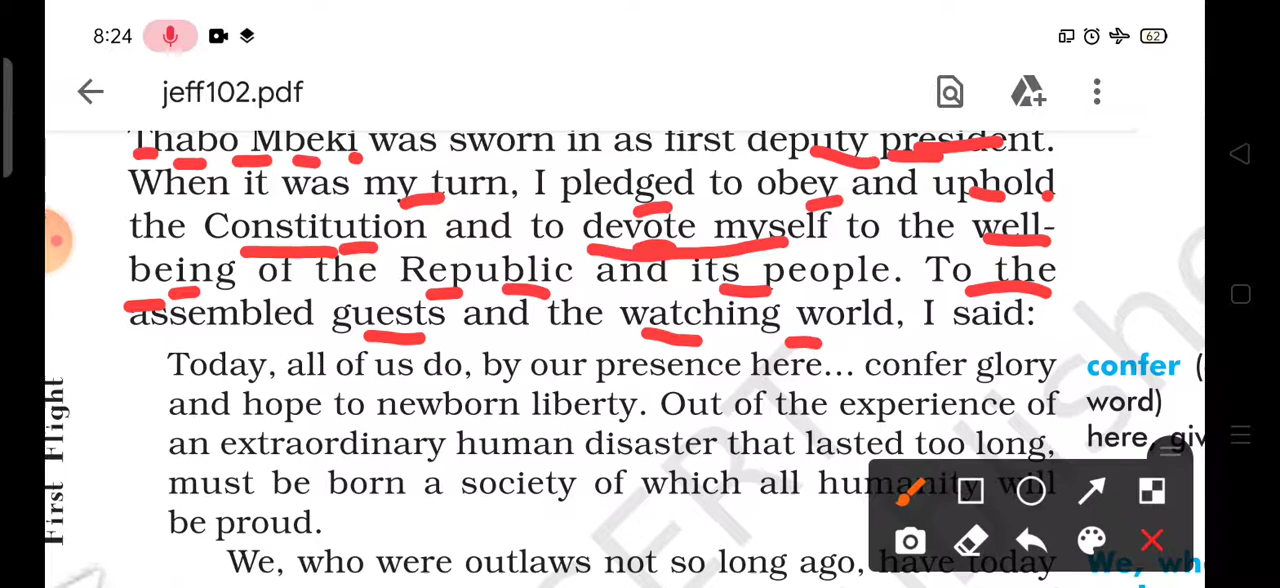 8:24
62
jeff102.pdf
Thabo Mbeki was sworn in as first deputy president.
When it was my turn, I pledged to obey and uphold
the Constitution and to devote myself to the well-
being of the Republic and its people. To the
assembled guests and the watching world, I said:
Today, all of us do, by our presence here... confer glory
and hope to newborn liberty. Out of the experience of
an extraordinary human disaster that lasted too long,
must be born a society of which all humanity will
be proud.
We, who were outlaws not so long ago, have today
confer (
word)
here, giv
We, wh
First Flight